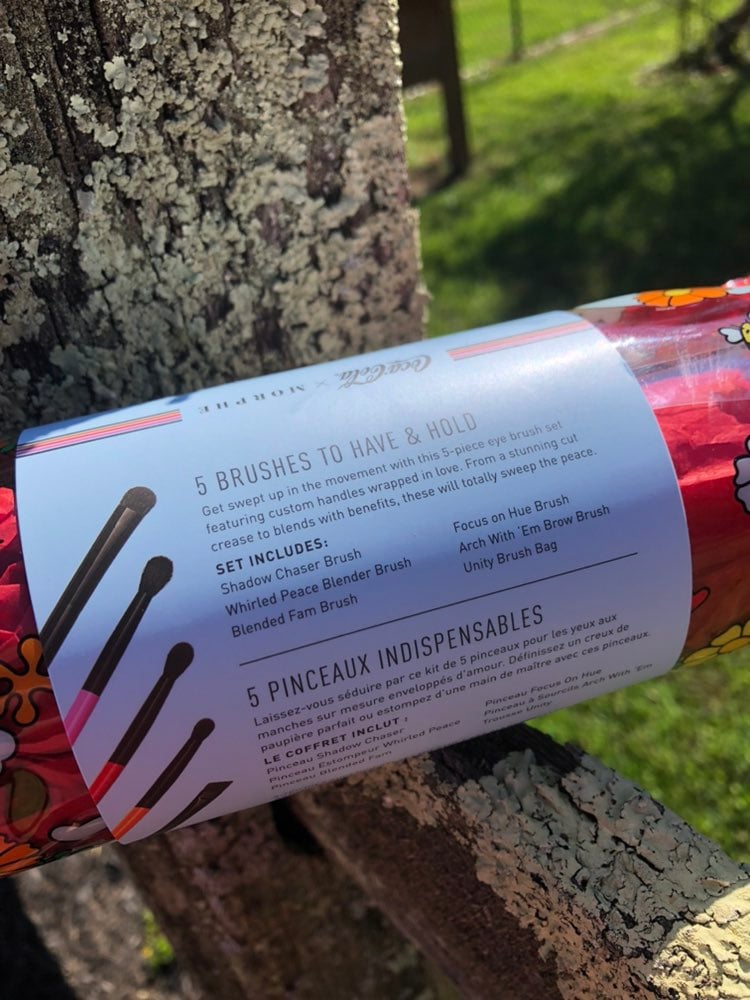 Coca-Cola × MORPHE
5 BRUSHES TO HAVE & HOLD
Get swept up in the movement with this 5-piece eye brush set
featuring custom handles wrapped in love. From a stunning cut
crease to blends with benefits, these will totally sweep the peace.
SET INCLUDES:
Shadow Chaser Brush
Whirled Peace Blender Brush
Blended Fam Brush
Focus on Hue Brush
Arch With 'Em Brow Brush
Unity Brush Bag
5 PINCEAUX INDISPENSABLES
Laissez-vous séduire par ce kit de 5 pinceaux pour les yeux aux
manches sur mesure enveloppés d'amour. Définissez un creux de
paupière parfait ou estompez d'une main de maître avec ces pinceaux.
LE COFFRET INCLUT :
Pinceau Shadow Chaser
Pinceau Estompeur Whirled Peace
Pinceau Blended Fam
Pinceau Focus On Hue
Pinceau à Sourcils Arch With 'Em
Trousse Unity